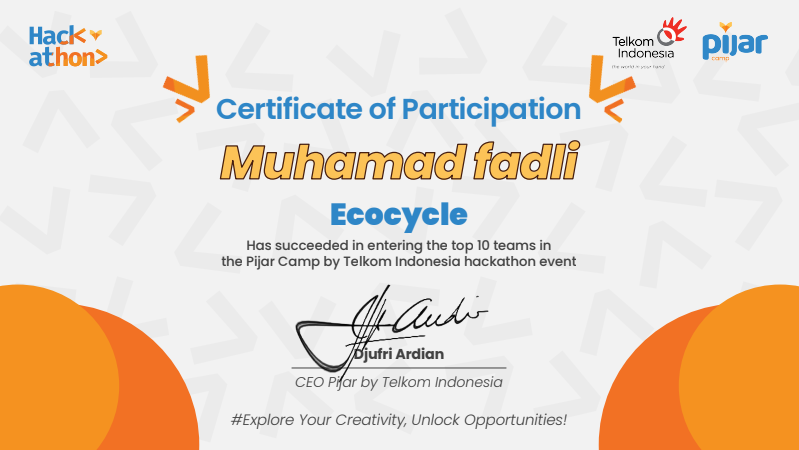 Hack
athon>
Telkom
Indonesia
the world in your hand
pijar
camp
Certificate of Participation
Muhamad fadli
Ecocycle
Has succeeded in entering the top 10 teams in
the Pijar Camp by Telkom Indonesia hackathon event
Djufri Ardian
CEO Pijar by Telkom Indonesia
#Explore Your Creativity, Unlock Opportunities!